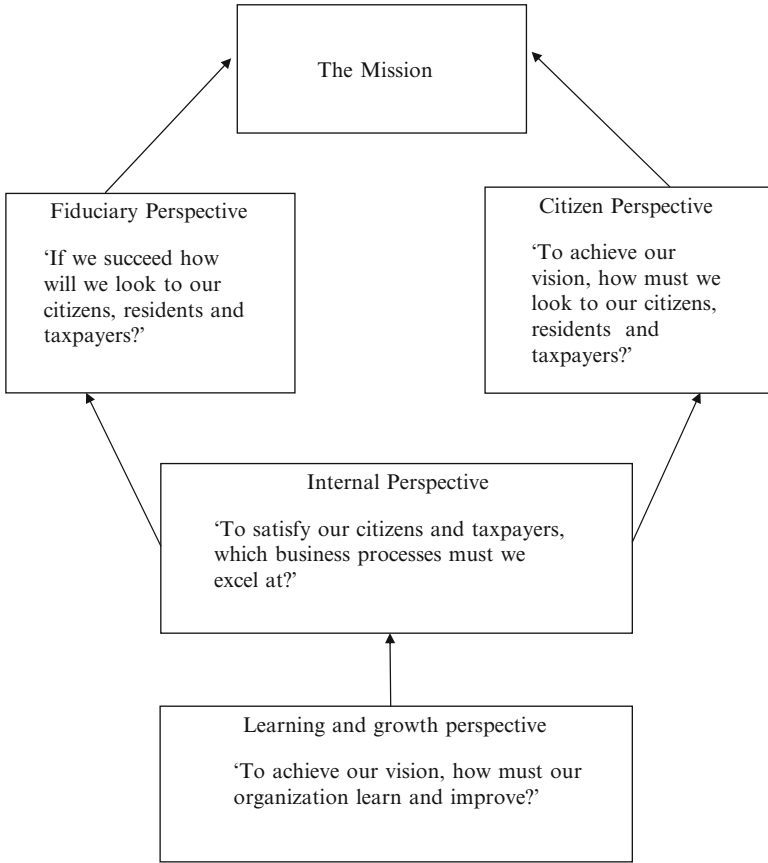 The Mission
Fiduciary Perspective
‘If we succeed how
will we look to our
citizens, residents and
taxpayers?’
Citizen Perspective
‘To achieve our
vision, how must we
look to our citizens,
residents and
taxpayers?’
Internal Perspective
‘To satisfy our citizens and taxpayers,
which business processes must we
excel at?’
Learning and growth perspective
‘To achieve our vision, how must our
organization learn and improve?’